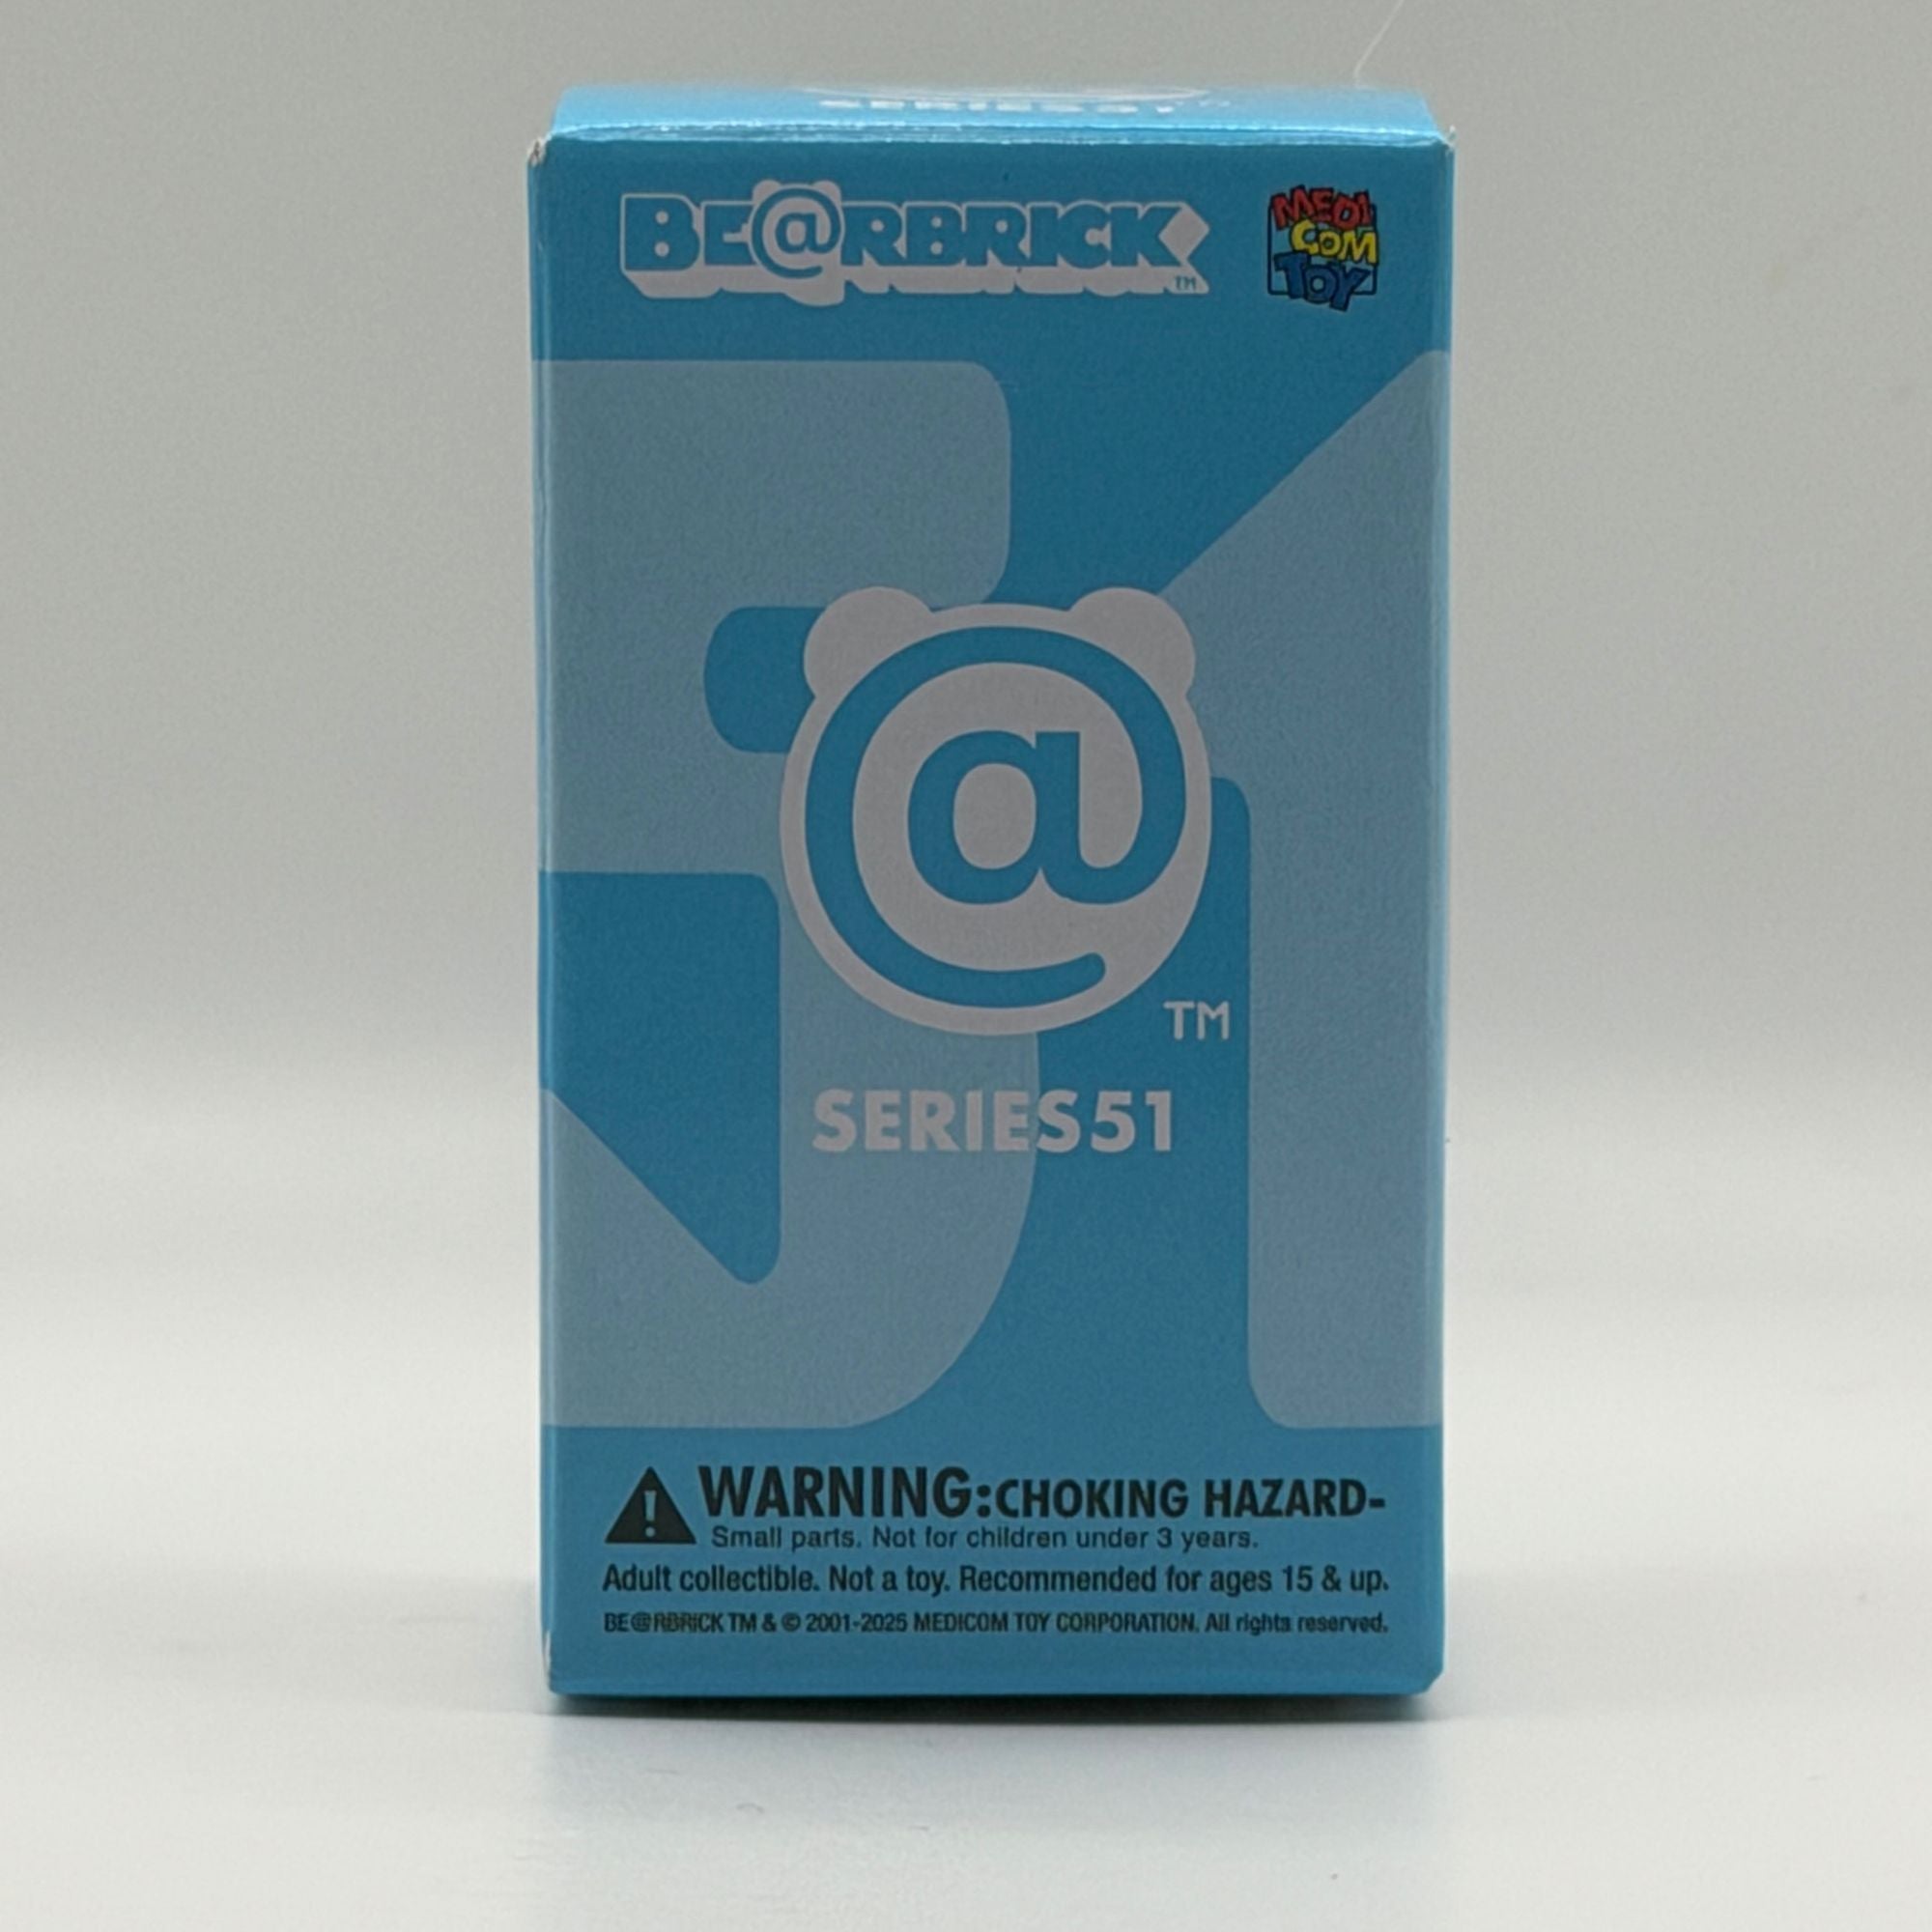 SERIES51
BE@RBRICK TM
MEDI
COM
TOY
@
TM
SERIES51
WARNING:CHOKING HAZARD-
Small parts. Not for children under 3 years.
Adult collectible. Not a toy. Recommended for ages 15 & up.
BE@RBRICK TM & © 2001-2025 MEDICOM TOY CORPORATION. All rights reserved.